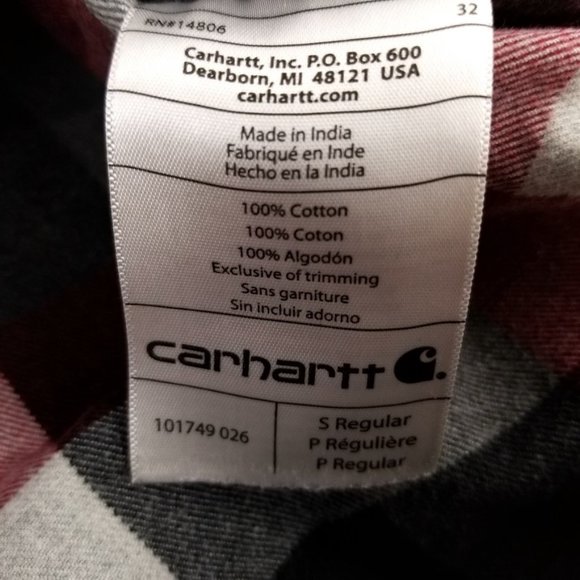 RN#14806
32
Carhartt, Inc. P.O. Box 600
Dearborn, MI 48121 USA
carhartt.com
Made in India
Fabriqué en Inde
Hecho en la India
100% Cotton
100% Coton
100% Algodón
Exclusive of trimming
Sans garniture
Sin incluir adorno
carhartt
101749 026
S Regular
P Régulière
P Regular